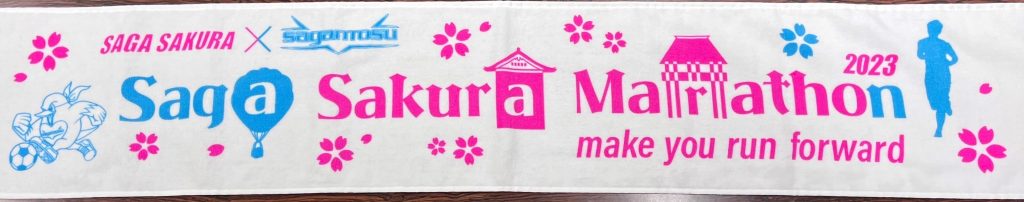 SAGA SAKURA × sagantosu
Saga Sakura Marathon 2023
make you run forward